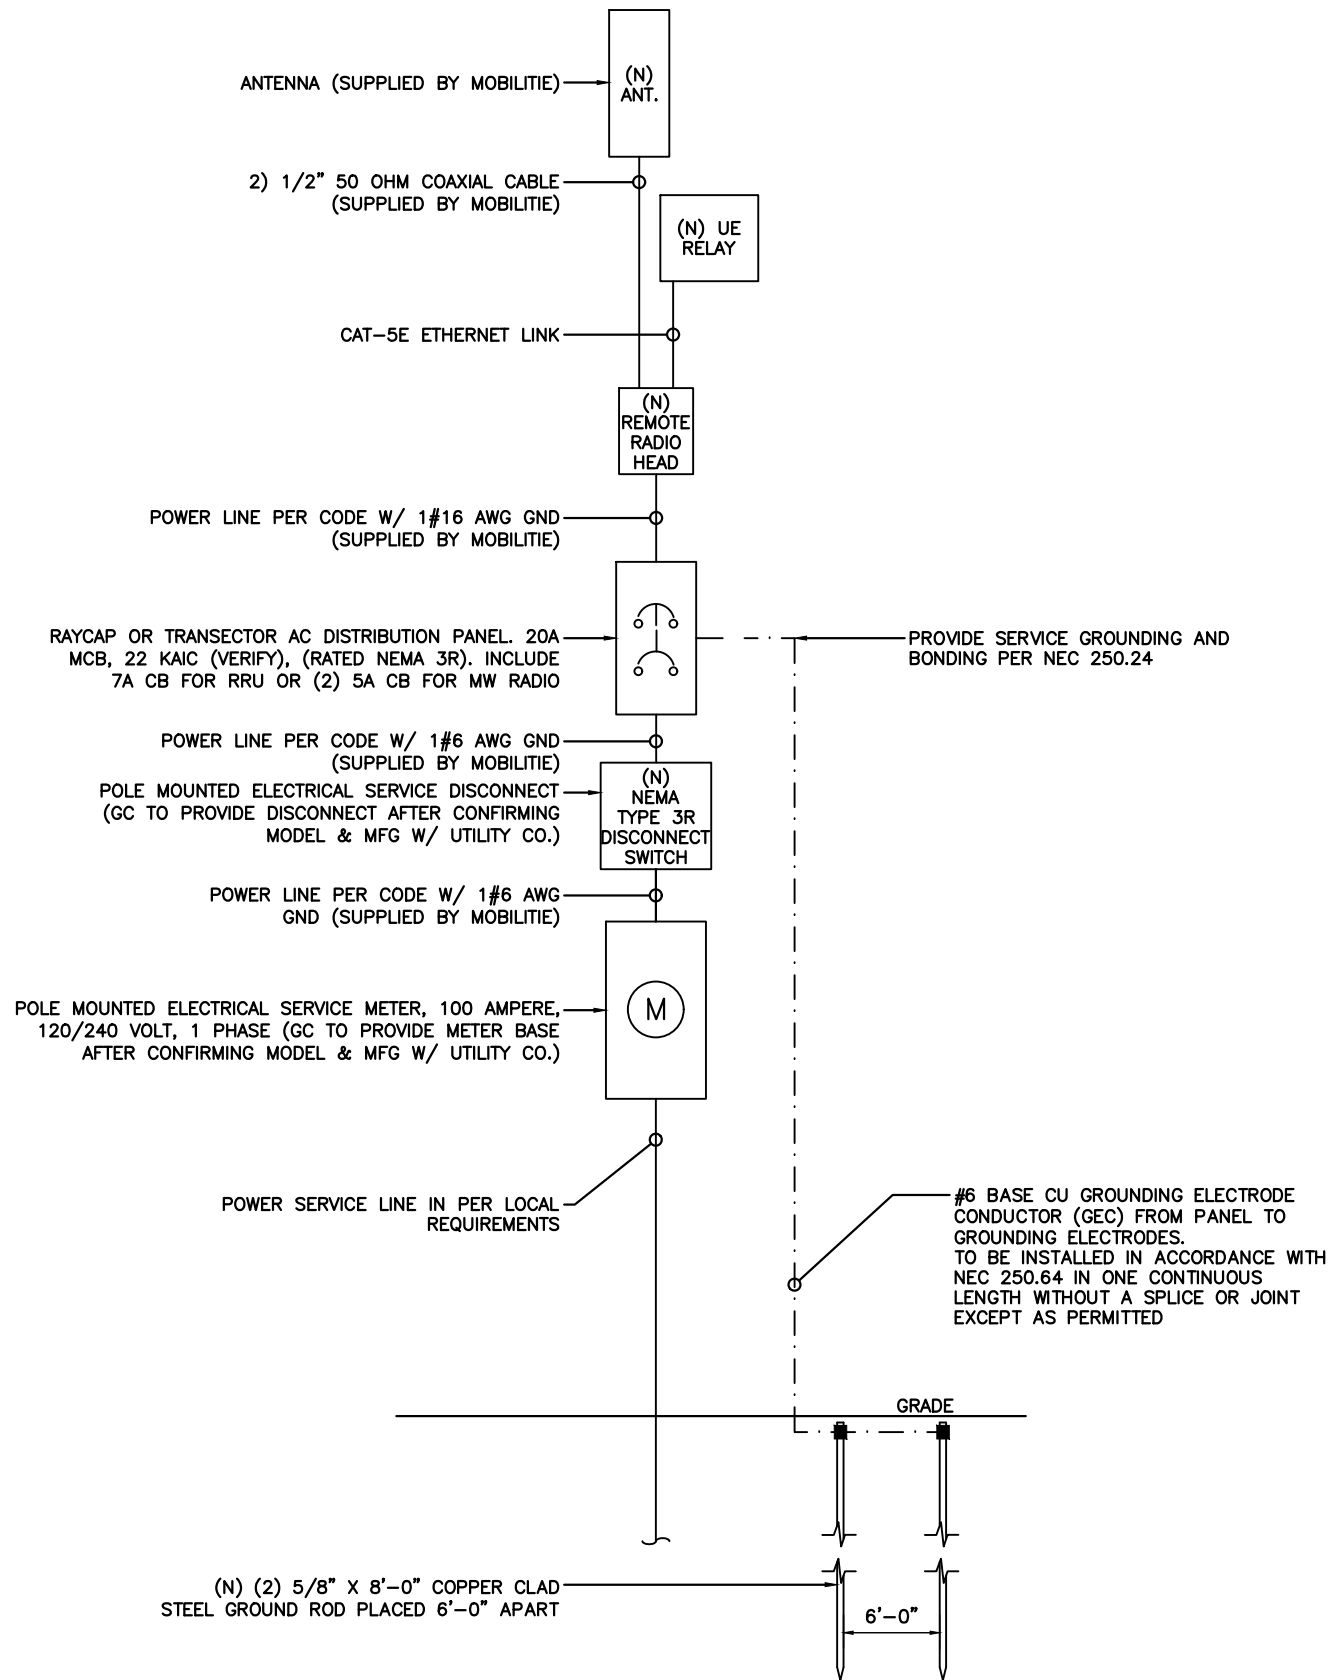 (N)
ANT.
ANTENNA (SUPPLIED BY MOBILITIE)
2) 1/2" 50 OHM COAXIAL CABLE
(SUPPLIED BY MOBILITIE)
(N) UE
RELAY
CAT-5E ETHERNET LINK
(N)
REMOTE
RADIO
HEAD
POWER LINE PER CODE W/ 1#16 AWG GND
(SUPPLIED BY MOBILITIE)
RAYCAP OR TRANSECTOR AC DISTRIBUTION PANEL. 20A
MCB, 22 KAIC (VERIFY), (RATED NEMA 3R). INCLUDE
7A CB FOR RRU OR (2) 5A CB FOR MW RADIO
PROVIDE SERVICE GROUNDING AND
BONDING PER NEC 250.24
POWER LINE PER CODE W/ 1#6 AWG GND
(SUPPLIED BY MOBILITIE)
(N)
NEMA
TYPE 3R
DISCONNECT
SWITCH
POLE MOUNTED ELECTRICAL SERVICE DISCONNECT
(GC TO PROVIDE DISCONNECT AFTER CONFIRMING
MODEL & MFG W/ UTILITY CO.)
POWER LINE PER CODE W/ 1#6 AWG
GND (SUPPLIED BY MOBILITIE)
M
POLE MOUNTED ELECTRICAL SERVICE METER, 100 AMPERE,
120/240 VOLT, 1 PHASE (GC TO PROVIDE METER BASE
AFTER CONFIRMING MODEL & MFG W/ UTILITY CO.)
POWER SERVICE LINE IN PER LOCAL
REQUIREMENTS
#6 BASE CU GROUNDING ELECTRODE
CONDUCTOR (GEC) FROM PANEL TO
GROUNDING ELECTRODES.
TO BE INSTALLED IN ACCORDANCE WITH
NEC 250.64 IN ONE CONTINUOUS
LENGTH WITHOUT A SPLICE OR JOINT
EXCEPT AS PERMITTED
GRADE
(N) (2) 5/8" X 8'-0" COPPER CLAD
STEEL GROUND ROD PLACED 6'-0" APART
6'-0"